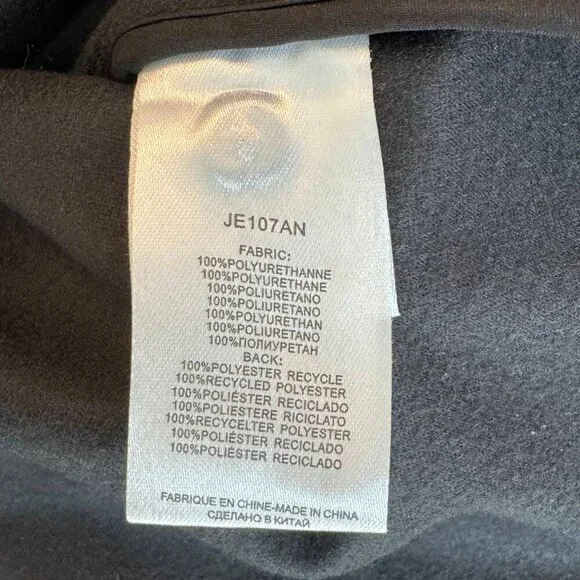 JE107AN
FABRIC:
100%POLYURETHANNE
100%POLYURETHANE
100%POLIURETANO
100%POLIURETANO
100%POLYURETHAN
100%POLIURETANO
100%ПОЛИУРЕТАН
BACK:
100%POLYESTER RECYCLE
100%RECYCLED POLYESTER
100%POLIÉSTER RECICLADO
100%POLIESTERE RICICLATO
100%RECYCELTER POLYESTER
100%POLIÉSTER RECICLADO
100%POLIÉSTER RECICLADO
FABRIQUE EN CHINE-MADE IN CHINA
СДЕЛАНО В КИТАЙ